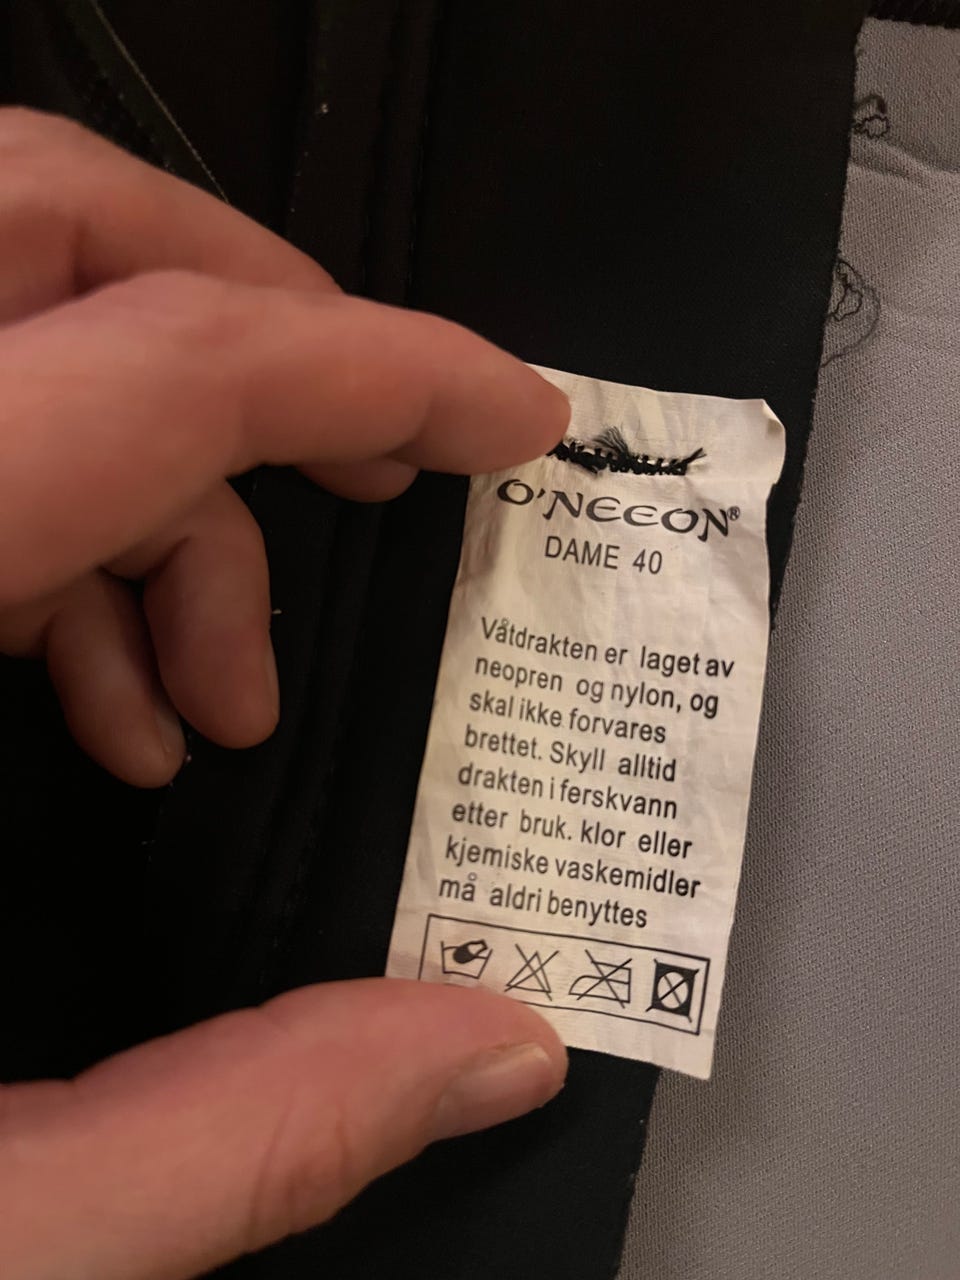 O'NEEON®
DAME 40
Våtdrakten er laget av
neopren og nylon, og
skal ikke forvares
brettet. Skyll alltid
drakten i ferskvann
etter bruk. klor eller
kjemiske vaskemidler
må aldri benyttes